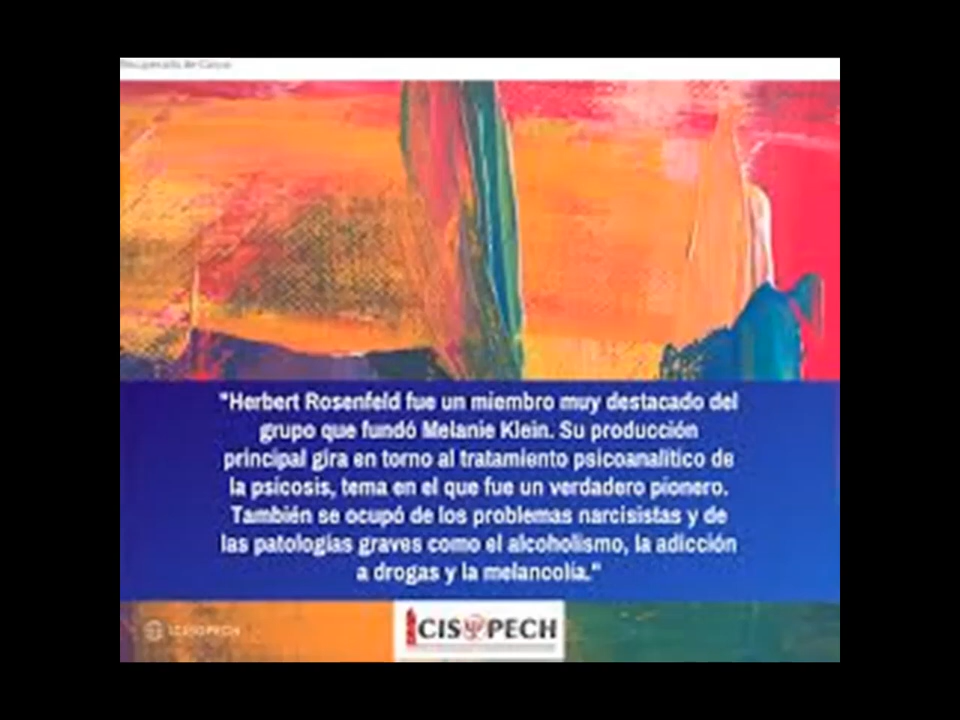 "Herbert Rosenfeld fue un miembro muy destacado del
grupo que fundó Melanie Klein. Su producción
principal gira en torno al tratamiento psicoanalítico de
la psicosis, tema en el que fue un verdadero pionero.
También se ocupó de los problemas narcisistas y de
las patologías graves como el alcoholismo, la adicción
a drogas y la melancolía."
CISΨPECH